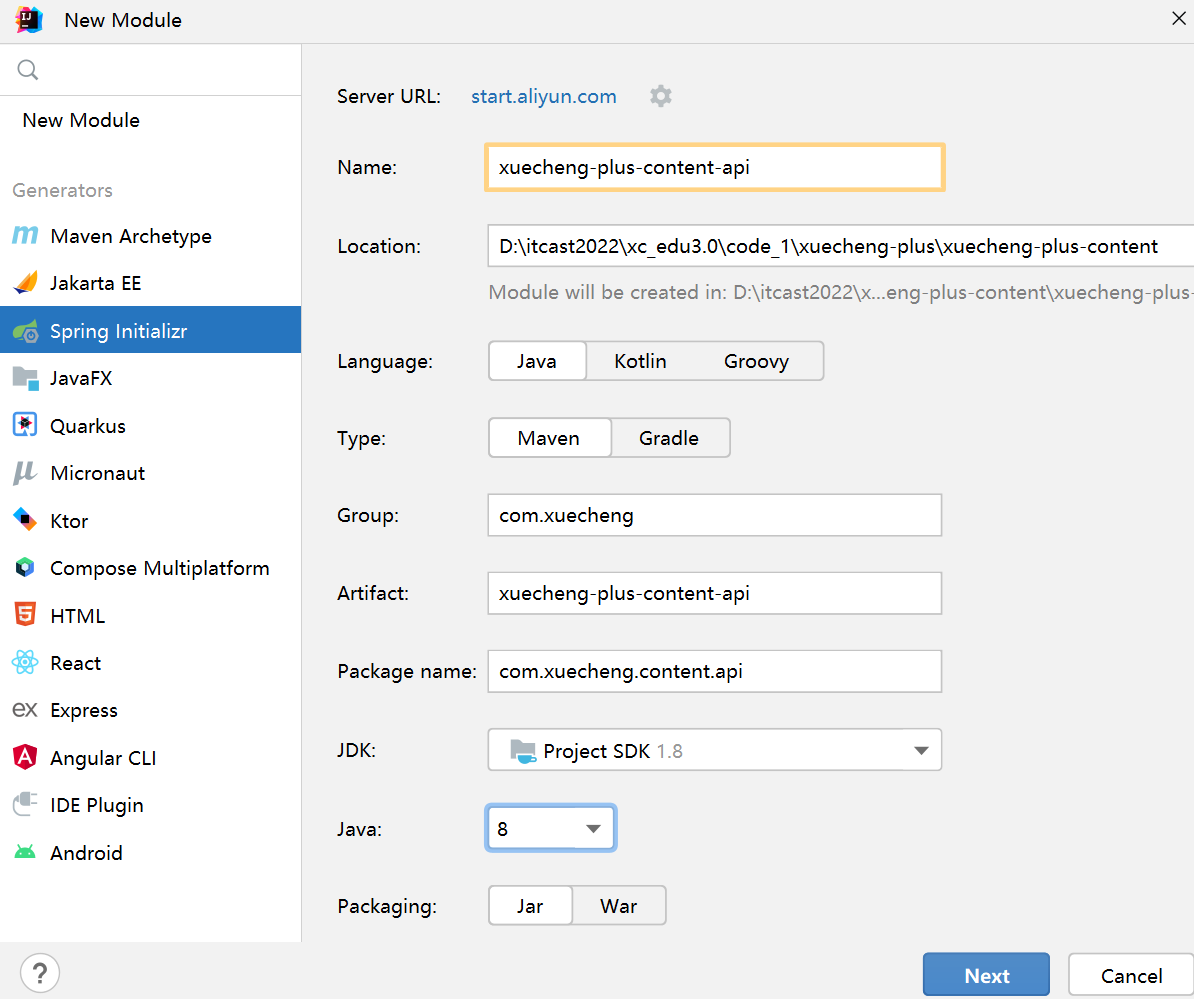 New Module
New Module
Generators
Maven Archetype
Jakarta EE
Spring Initializr
JavaFX
Quarkus
Micronaut
Ktor
Compose Multiplatform
HTML
React
Express
Angular CLI
IDE Plugin
Android
Server URL: start.aliyun.com
Name: xuecheng-plus-content-api
Location: D:\itcast2022\xc_edu3.0\code_1\xuecheng-plus\xuecheng-plus-content
Module will be created in: D:\itcast2022\x...eng-plus-content\xuecheng-plus-
Language: Java Kotlin Groovy
Type: Maven Gradle
Group: com.xuecheng
Artifact: xuecheng-plus-content-api
Package name: com.xuecheng.content.api
JDK: Project SDK 1.8
Java: 8
Packaging: Jar War
? Next Cancel